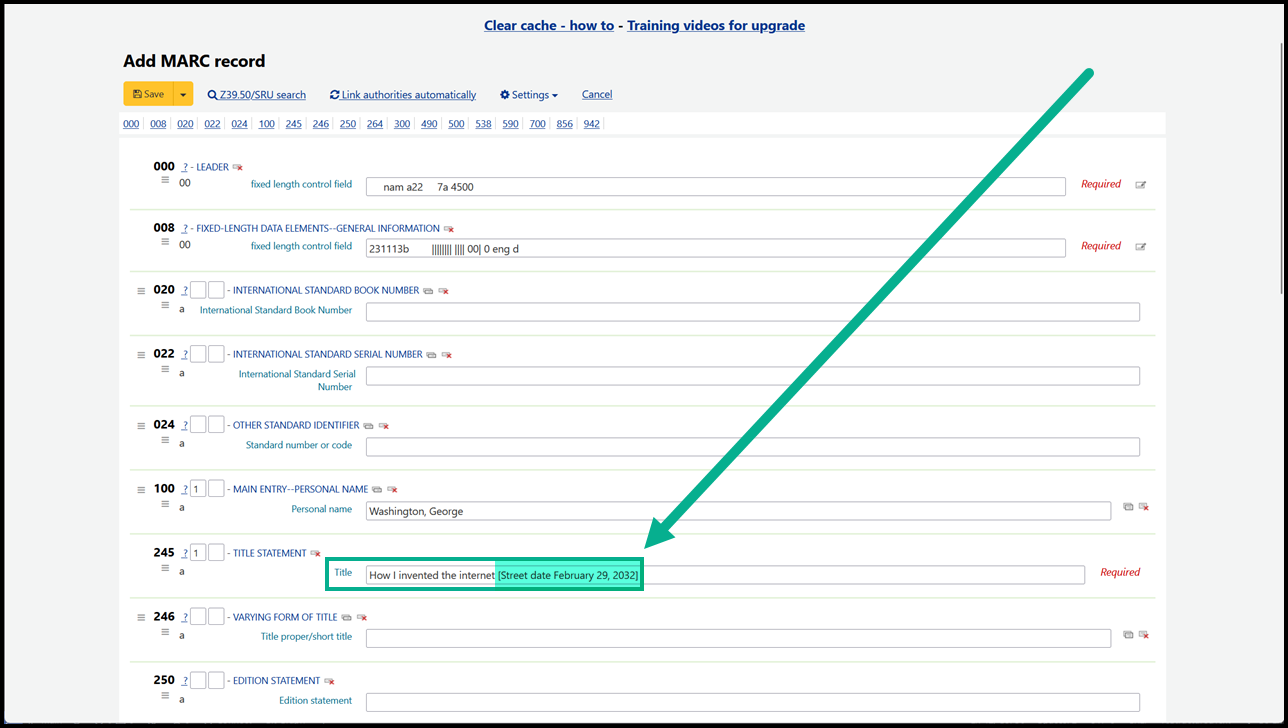 Clear cache - how to - Training videos for upgrade
Add MARC record
Save Z39.50/SRU search Link authorities automatically Settings Cancel
000 008 020 022 024 100 245 246 250 264 300 490 500 538 590 700 856 942
000 ? - LEADER
00 fixed length control field nam a22 7a 4500 Required
008 ? - FIXED-LENGTH DATA ELEMENTS--GENERAL INFORMATION
00 fixed length control field 231113b |||||||| |||| 00| 0 eng d Required
020 ? - INTERNATIONAL STANDARD BOOK NUMBER
a International Standard Book Number
022 ? - INTERNATIONAL STANDARD SERIAL NUMBER
a International Standard Serial
Number
024 ? - OTHER STANDARD IDENTIFIER
a Standard number or code
100 ? 1 - MAIN ENTRY--PERSONAL NAME
a Personal name Washington, George
245 ? 1 - TITLE STATEMENT
a Title How I invented the internet [Street date February 29, 2032] Required
246 ? - VARYING FORM OF TITLE
a Title proper/short title
250 ? - EDITION STATEMENT
a Edition statement